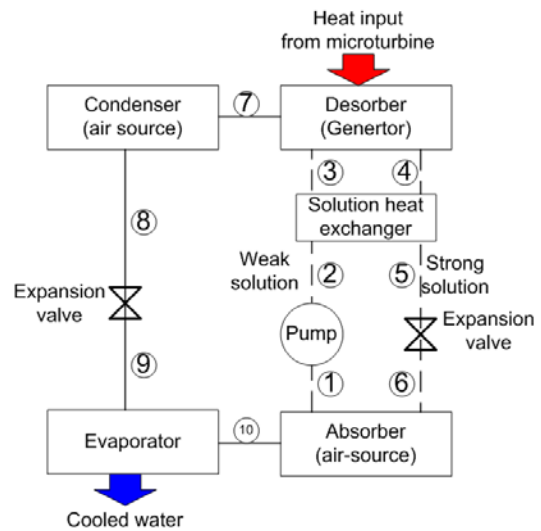 Heat input
from microturbine
Condenser
(air source)
7
Desorber
(Genertor)
3
4
Solution heat
exchanger
8
Weak
solution
2
5
Strong
solution
Expansion
valve
Pump
Expansion
valve
9
1
6
Evaporator
10
Absorber
(air-source)
Cooled water